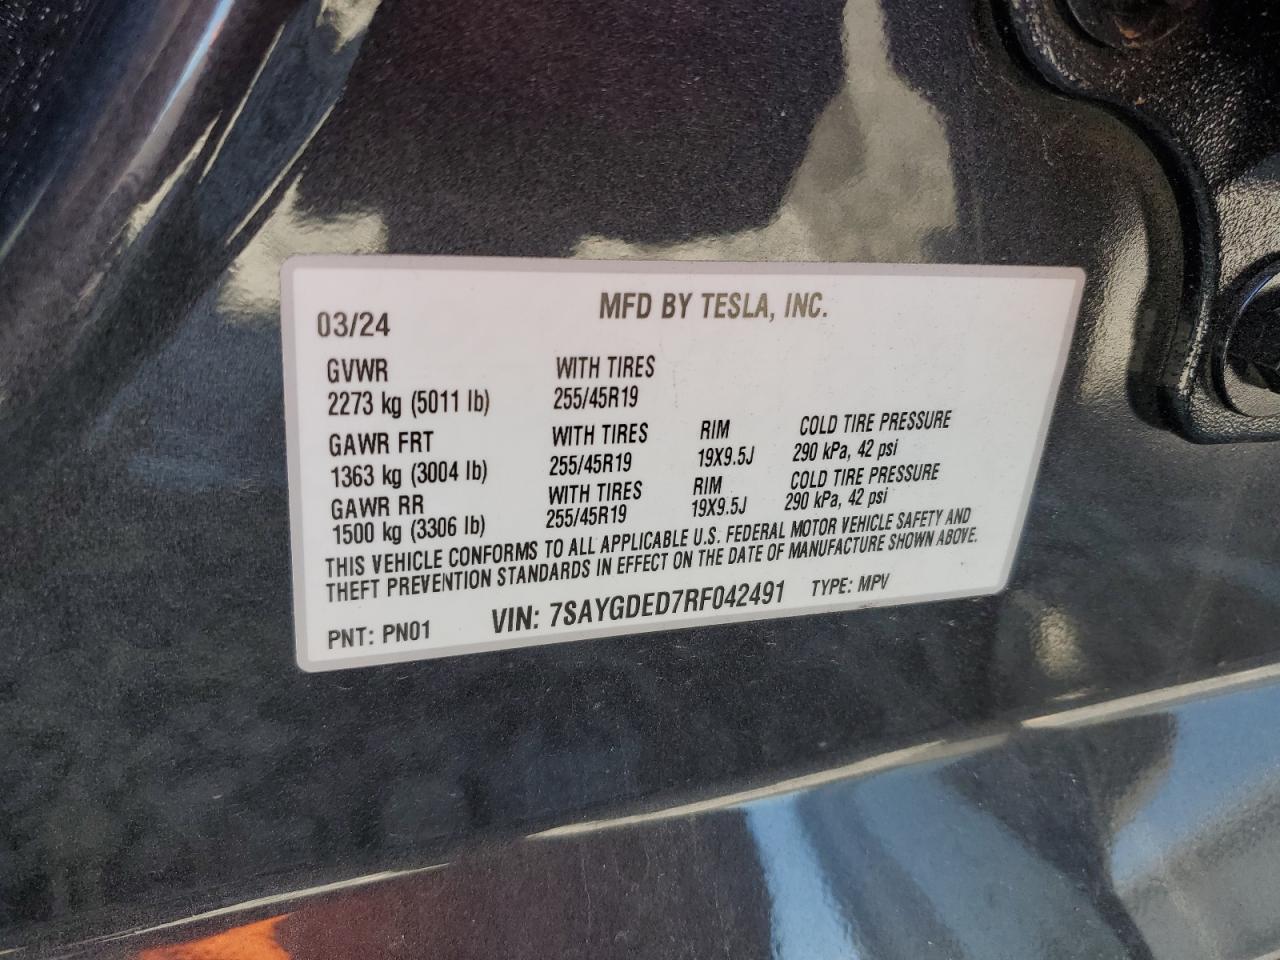 MFD BY TESLA, INC.
03/24
GVWR WITH TIRES
2273 kg (5011 lb) 255/45R19
GAWR FRT WITH TIRES RIM COLD TIRE PRESSURE
1363 kg (3004 lb) 255/45R19 19X9.5J 290 kPa, 42 psi
GAWR RR WITH TIRES RIM COLD TIRE PRESSURE
1500 kg (3306 lb) 255/45R19 19X9.5J 290 kPa, 42 psi
THIS VEHICLE CONFORMS TO ALL APPLICABLE U.S. FEDERAL MOTOR VEHICLE SAFETY AND
THEFT PREVENTION STANDARDS IN EFFECT ON THE DATE OF MANUFACTURE SHOWN ABOVE.
PNT: PN01 VIN: 7SAYGDED7RF042491 TYPE: MPV